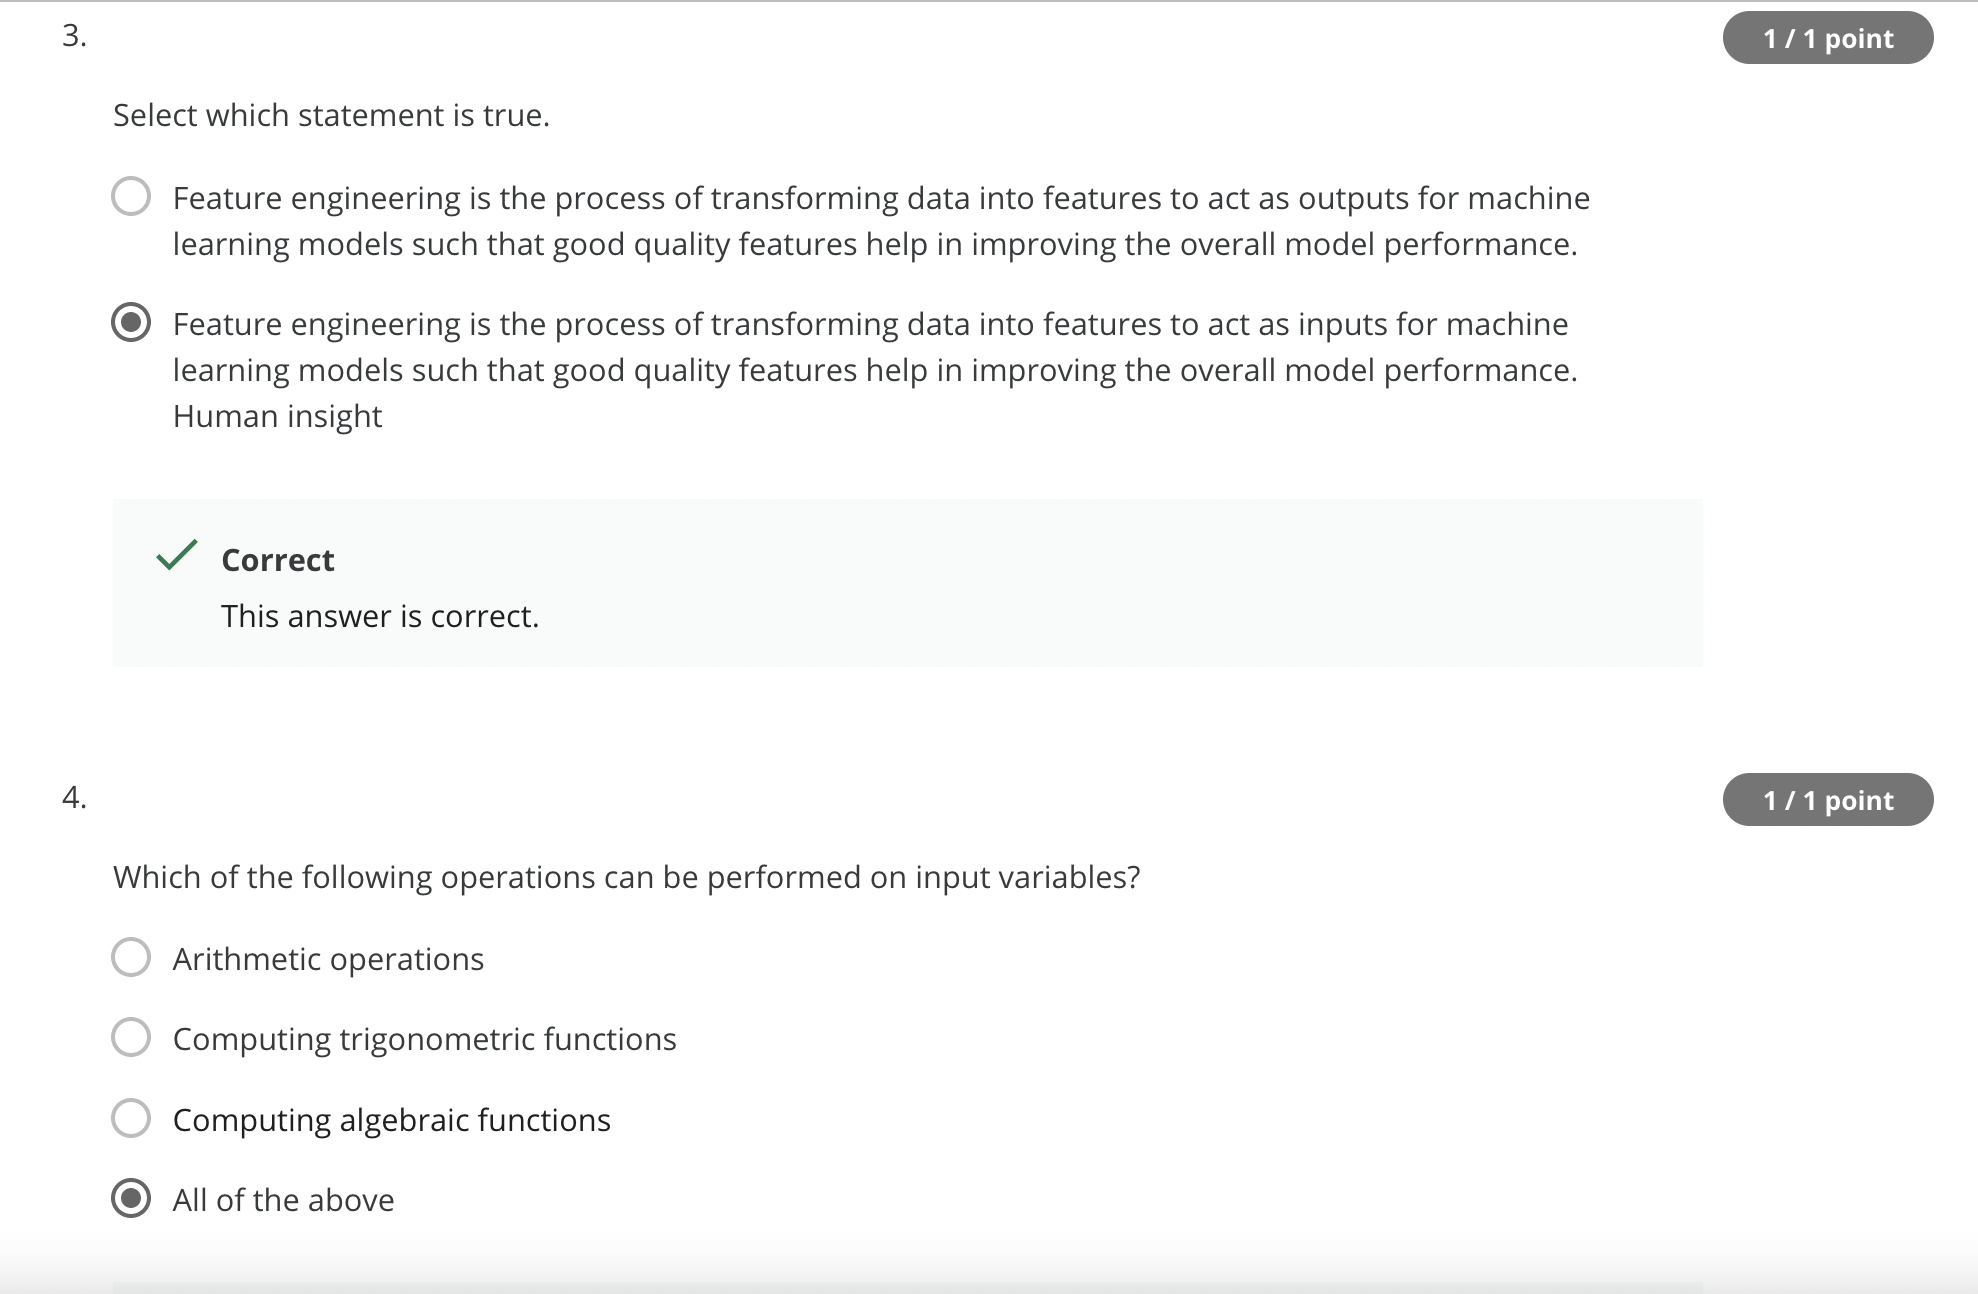 3.
1 / 1 point
Select which statement is true.
Feature engineering is the process of transforming data into features to act as outputs for machine
learning models such that good quality features help in improving the overall model performance.
Feature engineering is the process of transforming data into features to act as inputs for machine
learning models such that good quality features help in improving the overall model performance.
Human insight
Correct
This answer is correct.
4.
1 / 1 point
Which of the following operations can be performed on input variables?
Arithmetic operations
Computing trigonometric functions
Computing algebraic functions
All of the above